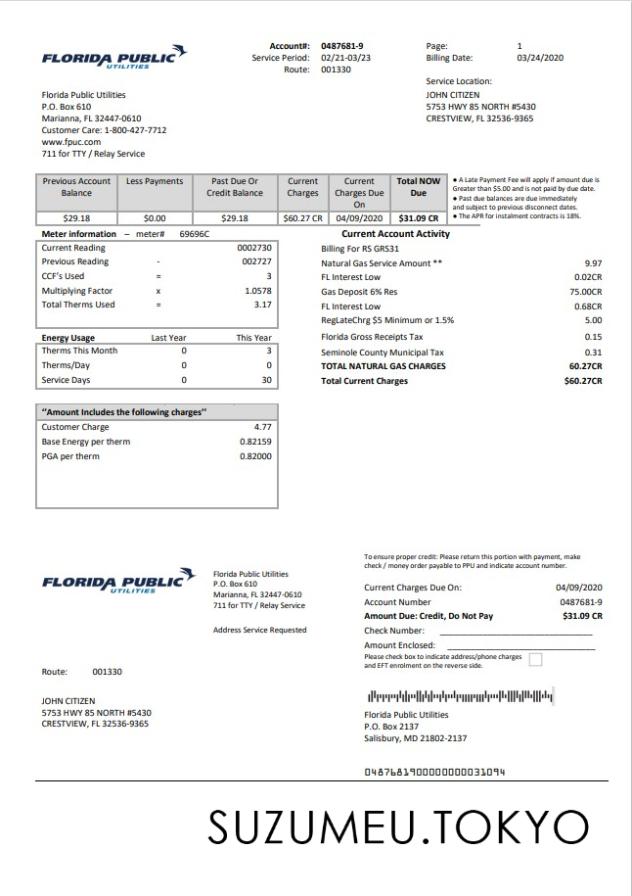 FLORIDA PUBLIC
UTILITIES
Account#: 0487681-9
Service Period: 02/21-03/23
Route: 001330
Page: 1
Billing Date: 03/24/2020
Service Location:
JOHN CITIZEN
5753 HWY 85 NORTH #5430
CRESTVIEW, FL 32536-9365
Florida Public Utilities
P.O. Box 610
Marianna, FL 32447-0610
Customer Care: 1-800-427-7712
www.fpuc.com
711 for TTY / Relay Service
Previous Account Balance Less Payments Past Due Or Credit Balance Current Charges Current Charges Due On Total NOW Due
$29.18 $0.00 $29.18 $60.27 CR 04/09/2020 $31.09 CR
● A Late Payment Fee will apply if amount due is
Greater than $5.00 and is not paid by due date.
● Past due balances are due immediately
and subject to previous disconnect dates.
● The APR for instalment contracts is 18%.
Meter information – meter# 69696C
Current Reading 0002730
Previous Reading - 002727
CCF's Used = 3
Multiplying Factor x 1.0578
Total Therms Used = 3.17
Energy Usage Last Year This Year
Therms This Month 0 3
Therms/Day 0 0
Service Days 0 30
"Amount Includes the following charges"
Customer Charge 4.77
Base Energy per therm 0.82159
PGA per therm 0.82000
Current Account Activity
Billing For RS GRS31
Natural Gas Service Amount ** 9.97
FL Interest Low 0.02CR
Gas Deposit 6% Res 75.00CR
FL Interest Low 0.68CR
RegLateChrg $5 Minimum or 1.5% 5.00
Florida Gross Receipts Tax 0.15
Seminole County Municipal Tax 0.31
TOTAL NATURAL GAS CHARGES 60.27CR
Total Current Charges $60.27CR
FLORIDA PUBLIC
UTILITIES
Florida Public Utilities
P.O. Box 610
Marianna, FL 32447-0610
711 for TTY / Relay Service
Address Service Requested
Route: 001330
JOHN CITIZEN
5753 HWY 85 NORTH #5430
CRESTVIEW, FL 32536-9365
To ensure proper credit: Please return this portion with payment, make
check / money order payable to PPU and indicate account number.
Current Charges Due On: 04/09/2020
Account Number 0487681-9
Amount Due: Credit, Do Not Pay $31.09 CR
Check Number:
Amount Enclosed:
Please check box to indicate address/phone charges
and EFT enrolment on the reverse side.
Florida Public Utilities
P.O. Box 2137
Salisbury, MD 21802-2137
0487681900000000031094
SUZUMEU.TOKYO